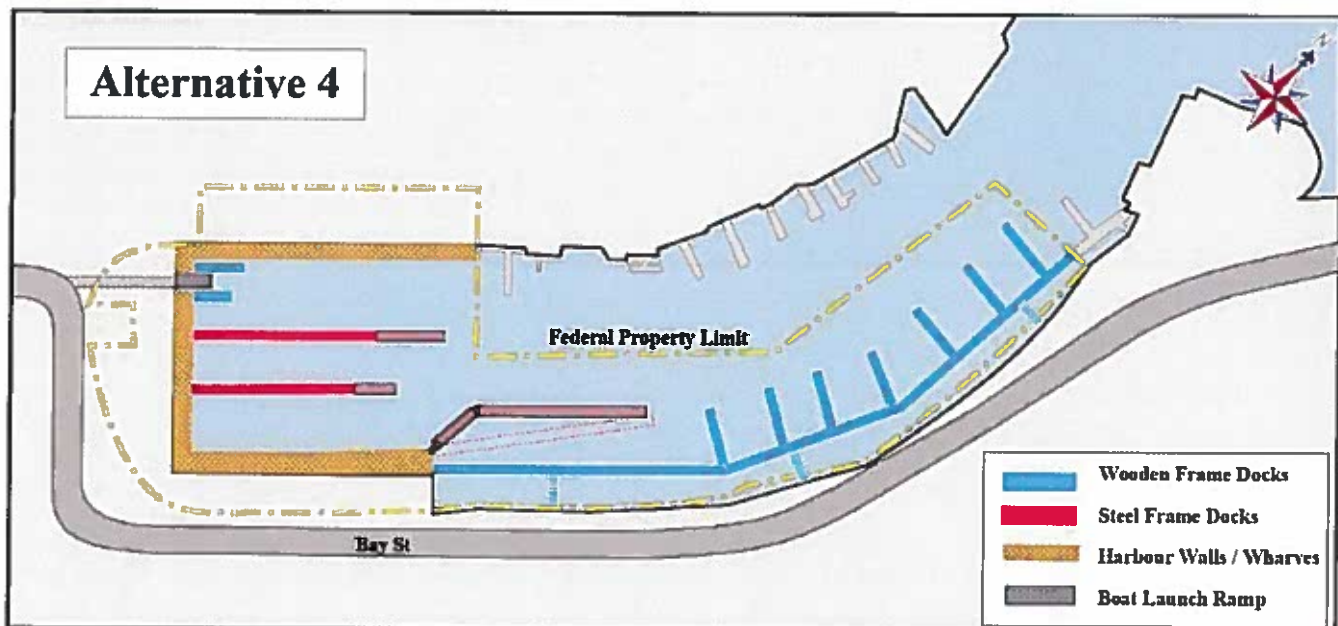 Alternative 4
N
Federal Property Limit
Bay St
Wooden Frame Docks
Steel Frame Docks
Harbour Walls / Wharves
Boat Launch Ramp